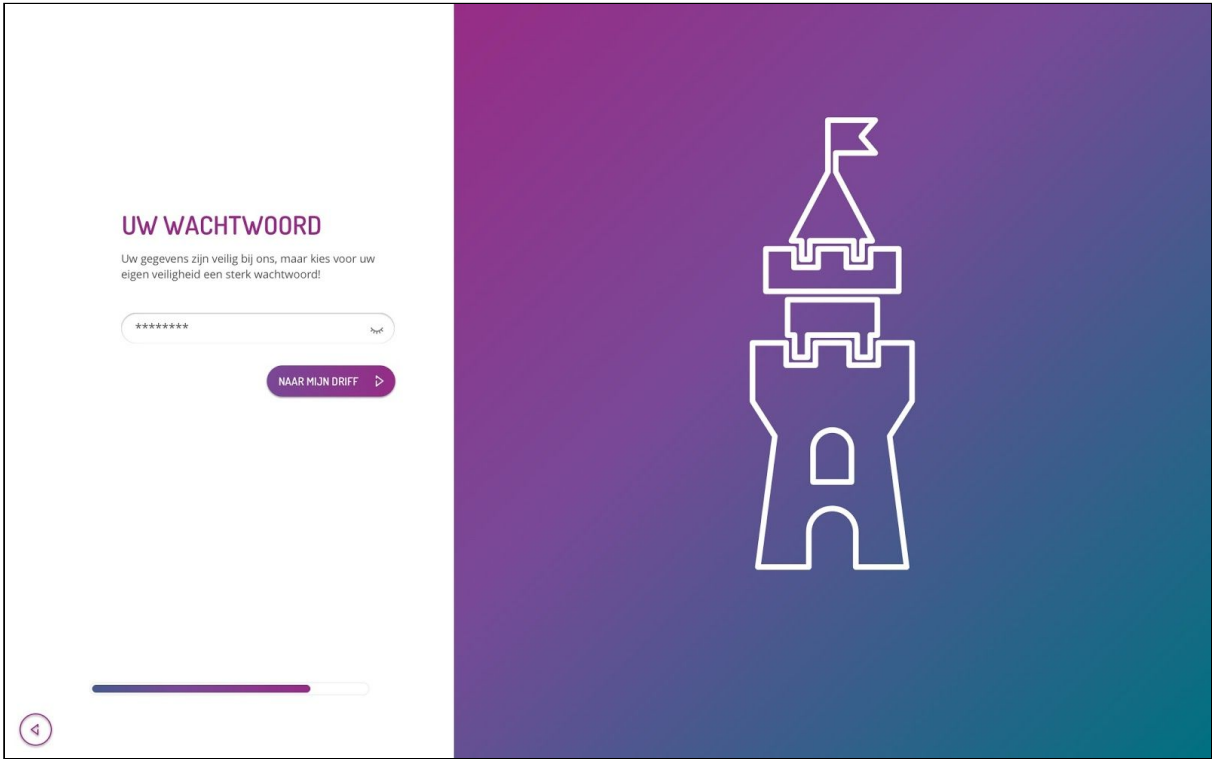 UW WACHTWOORD
Uw gegevens zijn veilig bij ons, maar kies voor uw
eigen veiligheid een sterk wachtwoord!
********
NAAR MIJN DRIFF